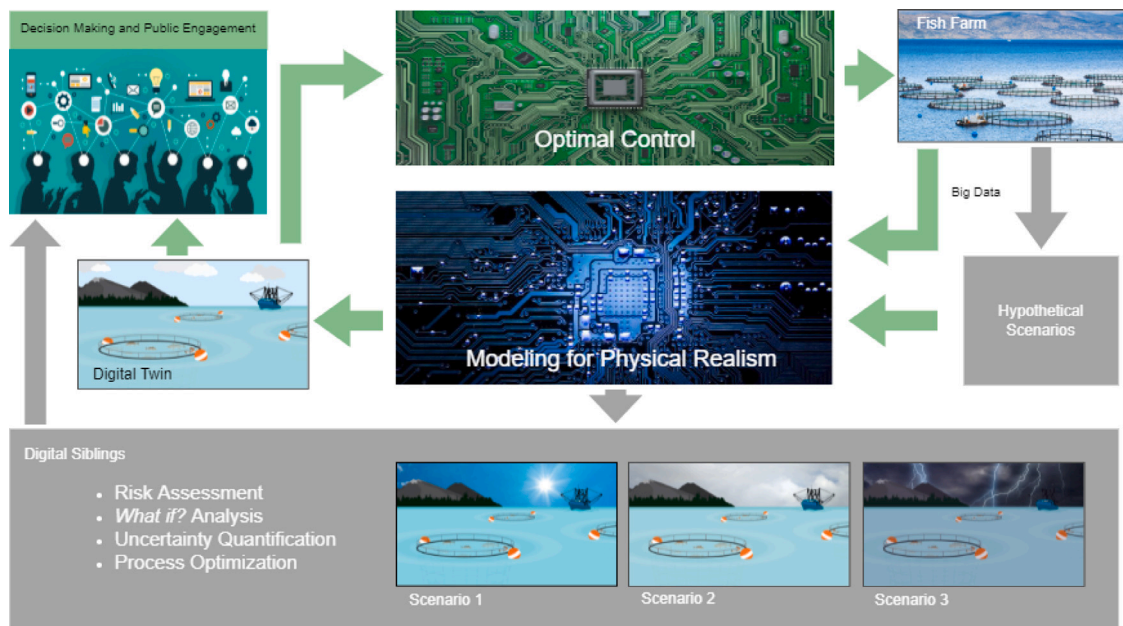 Decision Making and Public Engagement
Optimal Control
Fish Farm
Big Data
Hypothetical
Scenarios
Modeling for Physical Realism
Digital Twin
Digital Siblings
• Risk Assessment
• What if? Analysis
• Uncertainty Quantification
• Process Optimization
Scenario 1
Scenario 2
Scenario 3